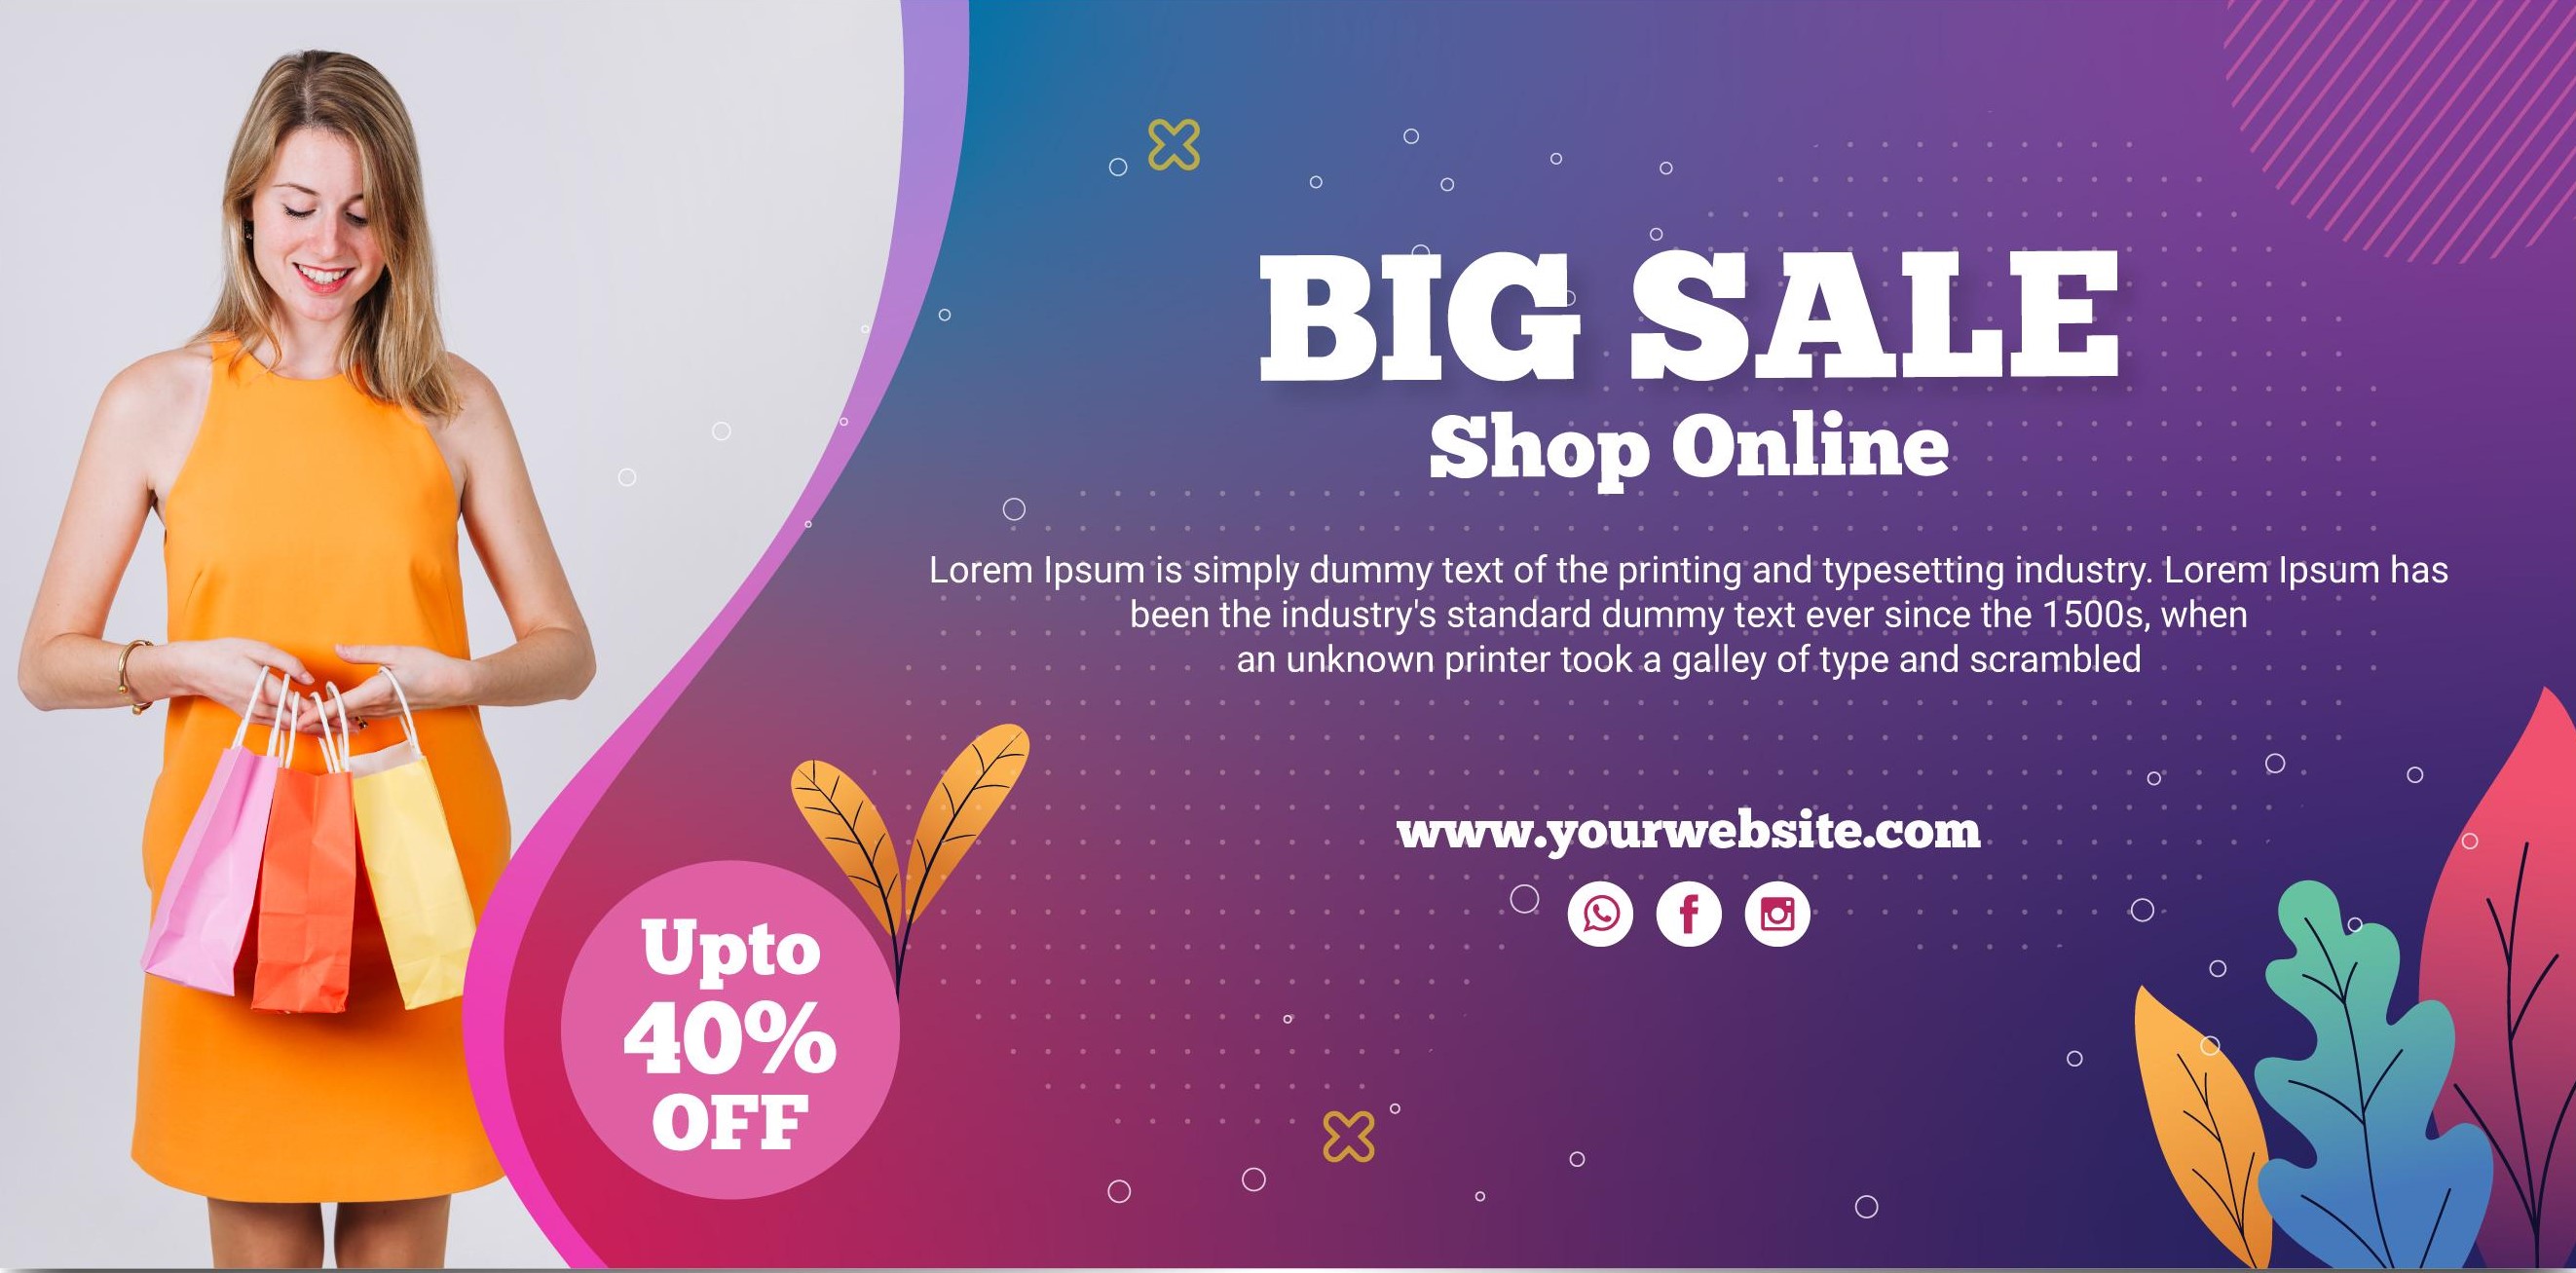 BIG SALE
Shop Online
Lorem Ipsum is simply dummy text of the printing and typesetting industry. Lorem Ipsum has
been the industry's standard dummy text ever since the 1500s, when
an unknown printer took a galley of type and scrambled
www.yourwebsite.com
Upto
40%
OFF